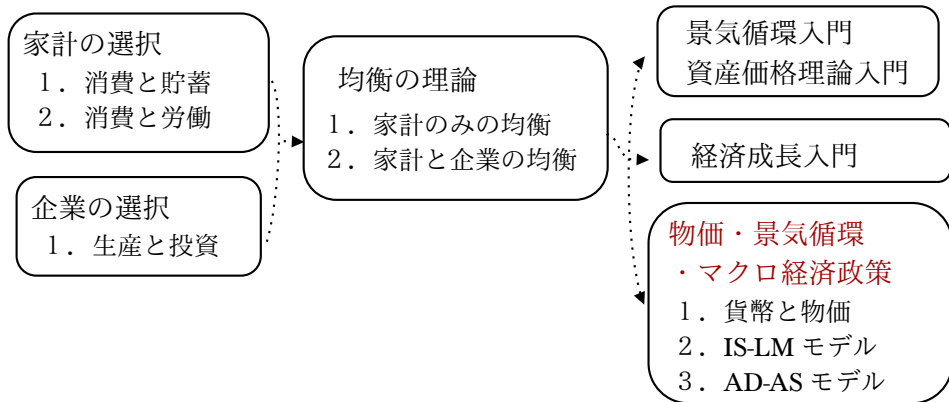 家計の選択
１．消費と貯蓄
２．消費と労働
企業の選択
１．生産と投資
均衡の理論
１．家計のみの均衡
２．家計と企業の均衡
景気循環入門
資産価格理論入門
経済成長入門
物価・景気循環
・マクロ経済政策
１．貨幣と物価
２．IS-LM モデル
３．AD-AS モデル